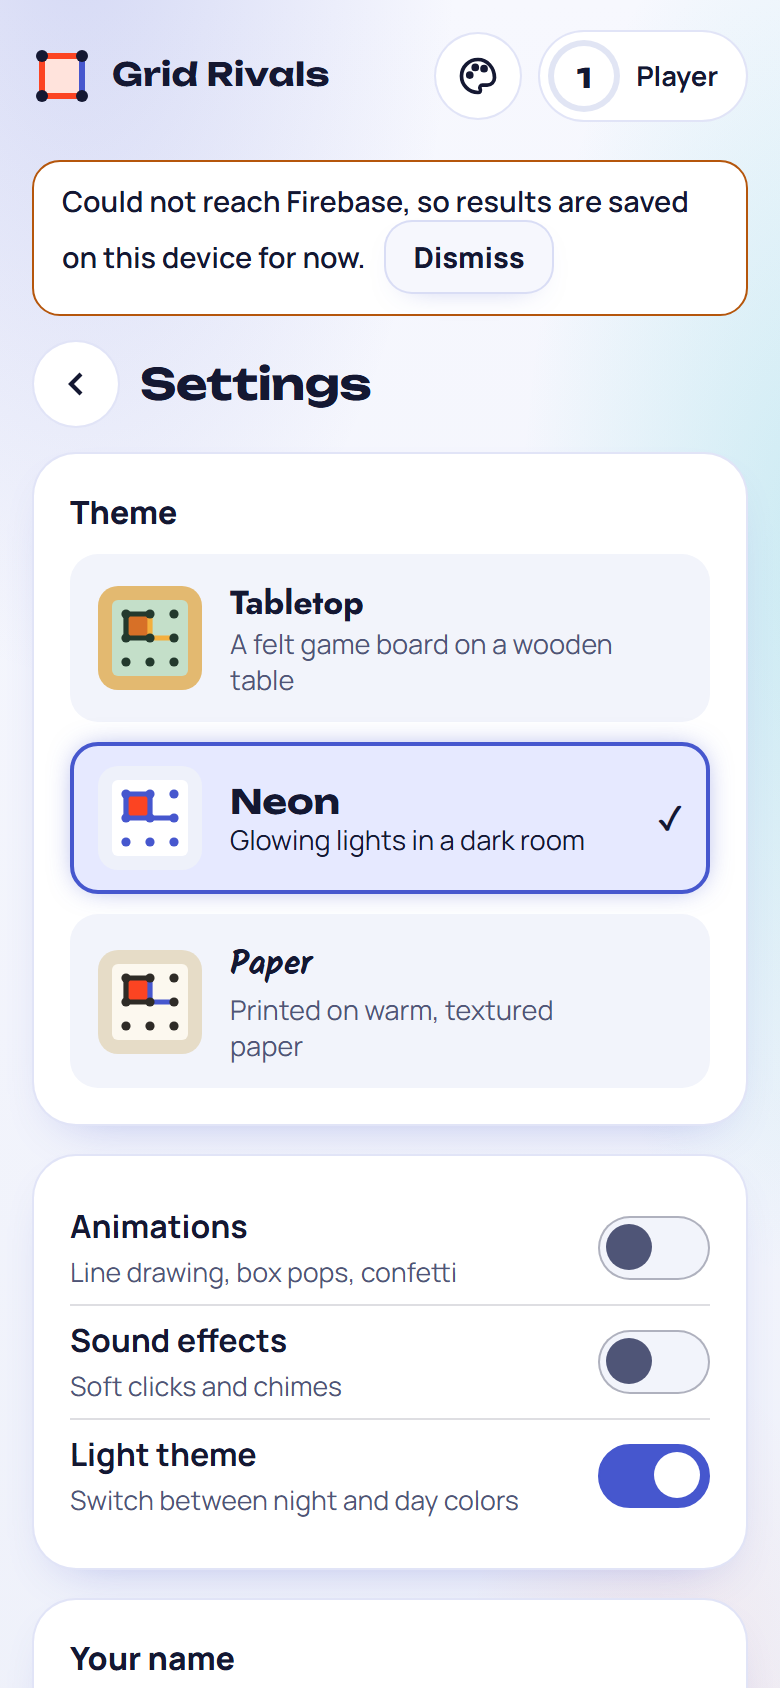 Grid Rivals
1 Player
Could not reach Firebase, so results are saved
on this device for now. Dismiss
Settings
Theme
Tabletop
A felt game board on a wooden
table
Neon
Glowing lights in a dark room
Paper
Printed on warm, textured
paper
Animations
Line drawing, box pops, confetti
Sound effects
Soft clicks and chimes
Light theme
Switch between night and day colors
Your name